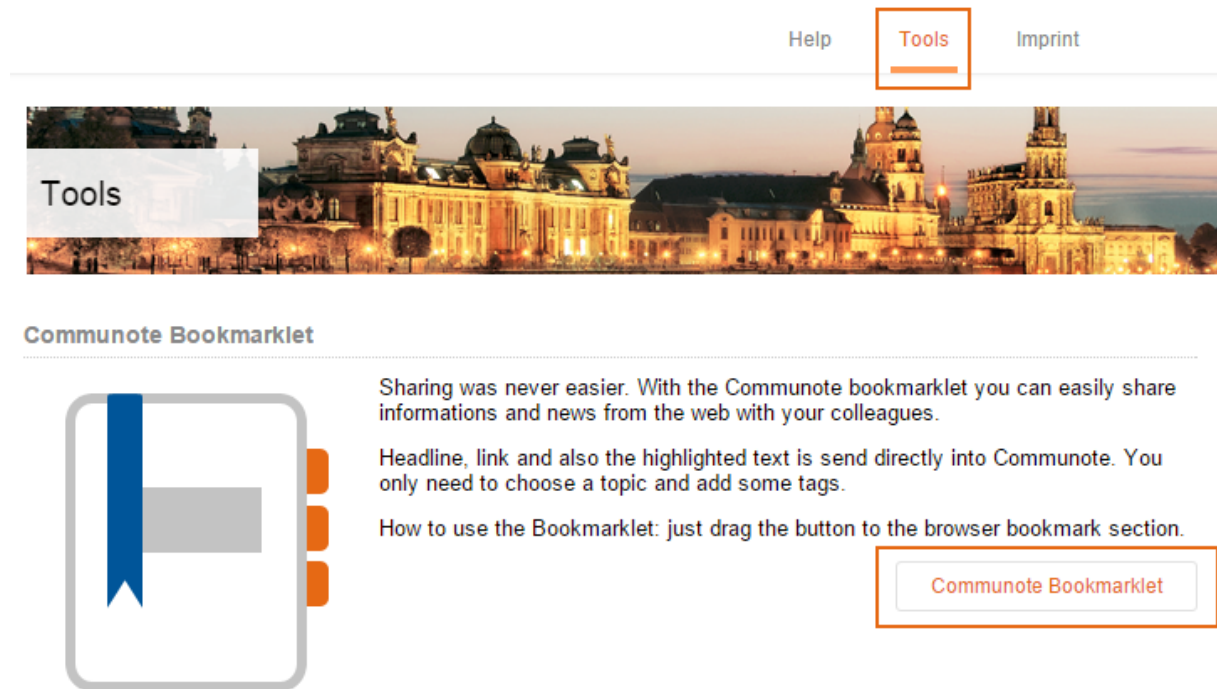 Help Tools Imprint
Tools
Communote Bookmarklet
Sharing was never easier. With the Communote bookmarklet you can easily share
informations and news from the web with your colleagues.
Headline, link and also the highlighted text is send directly into Communote. You
only need to choose a topic and add some tags.
How to use the Bookmarklet: just drag the button to the browser bookmark section.
Communote Bookmarklet